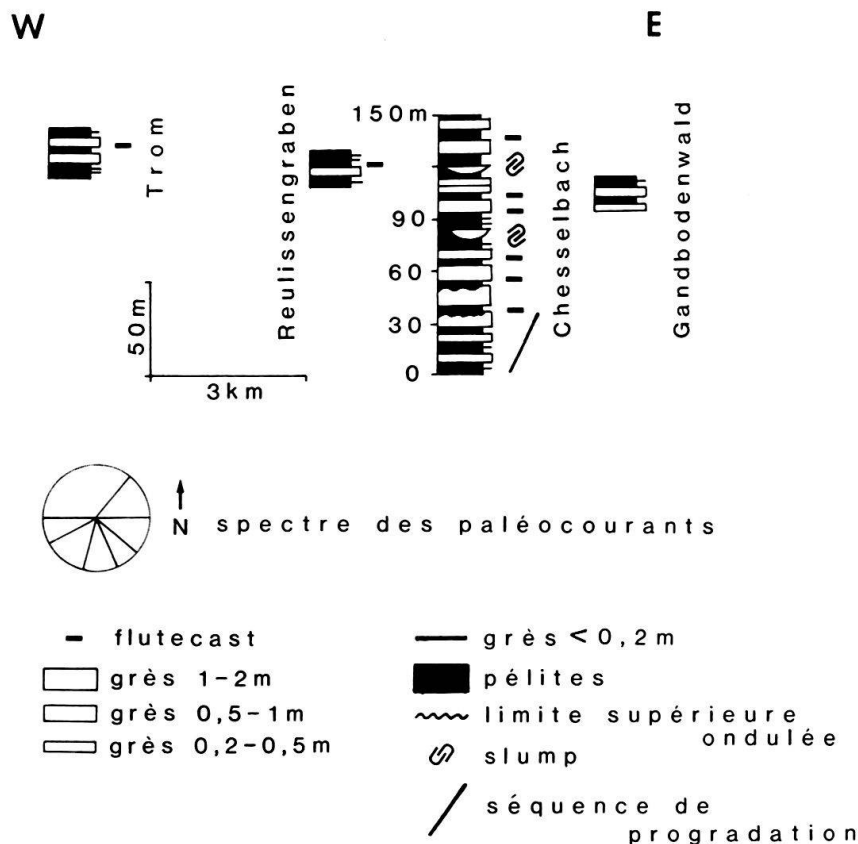 W E
Trom
Reulissengraben
150m
90
60
30
0
Chesselbach
Gandbodenwald
50m
3km
N spectre des paléocourants
flutecast
grès 1-2m
grès 0,5-1m
grès 0,2-0,5m
grès < 0,2m
pélites
limite supérieure
ondulée
slump
séquence de
progradation